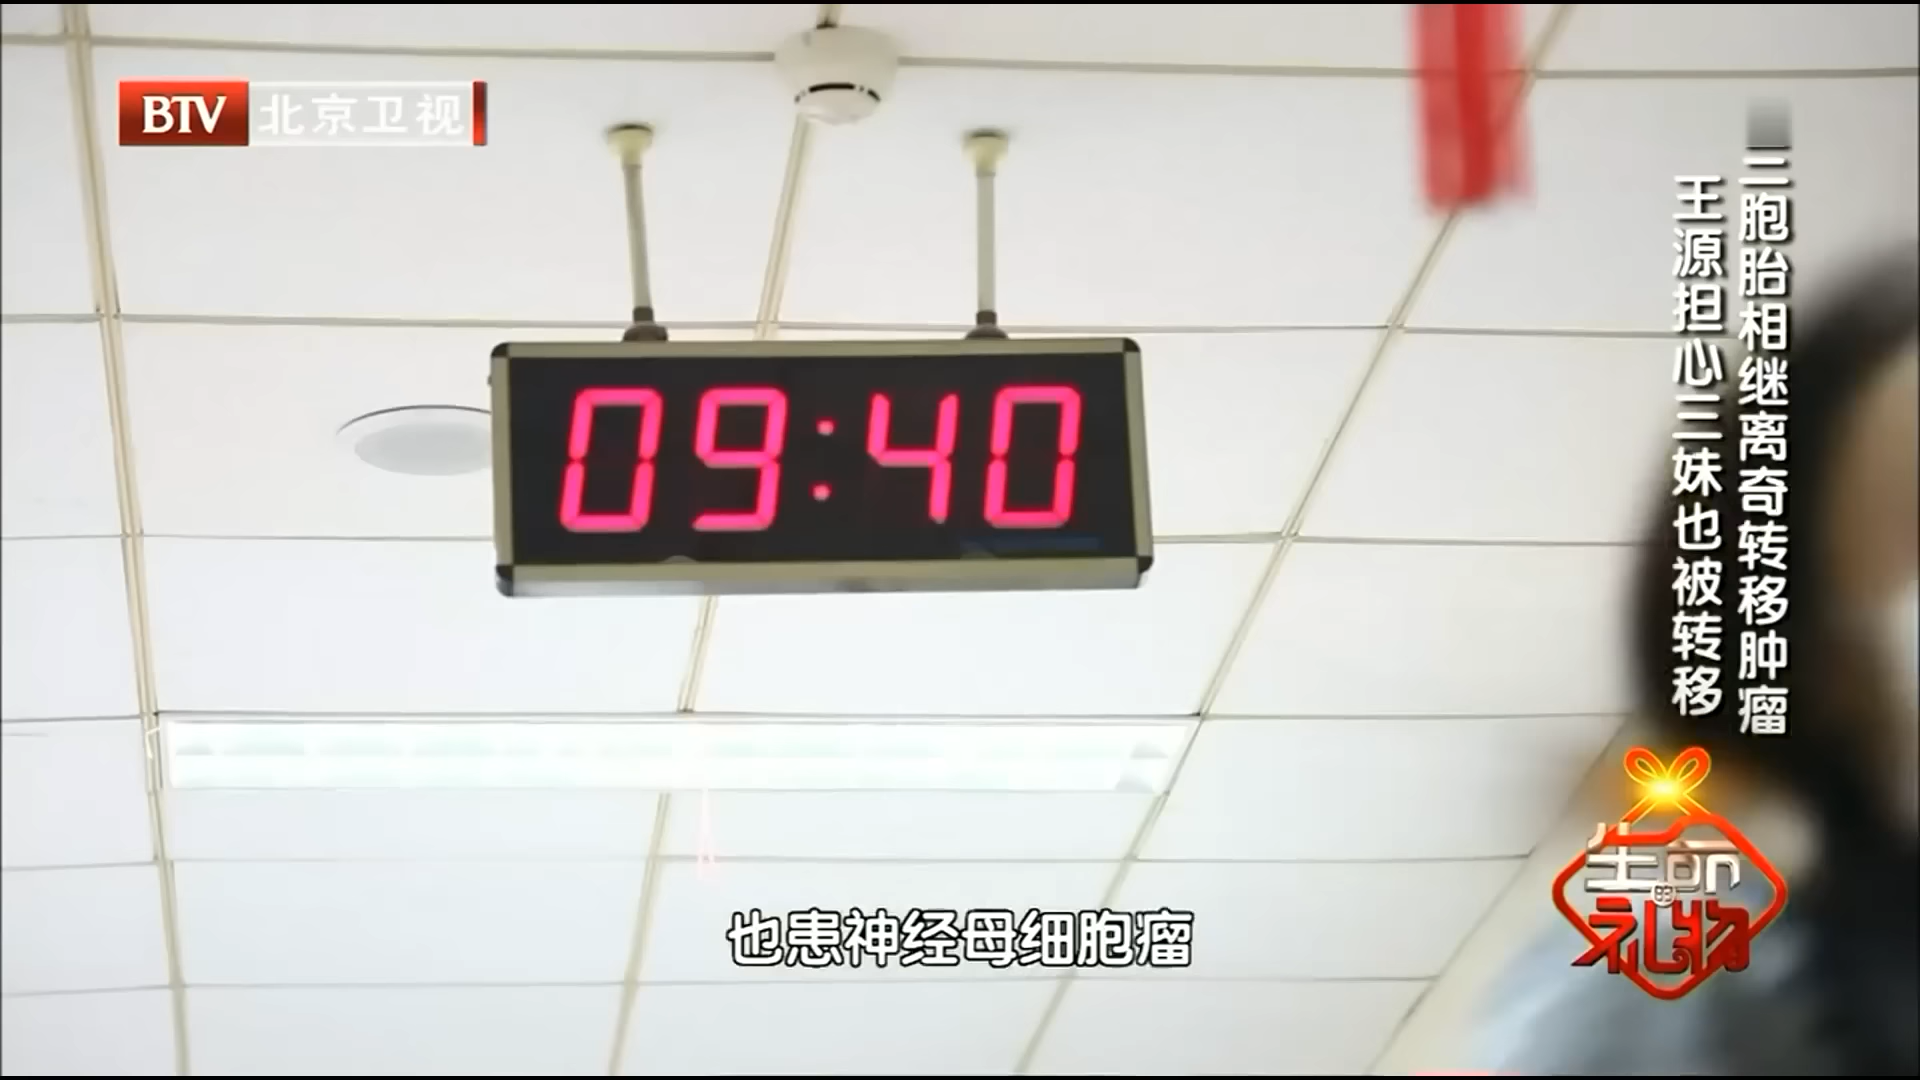 BTV 北京卫视
09:40
三胞胎相继离奇转移肿瘤
王源担心三妹也被转移
生命的礼物
也患神经母细胞瘤